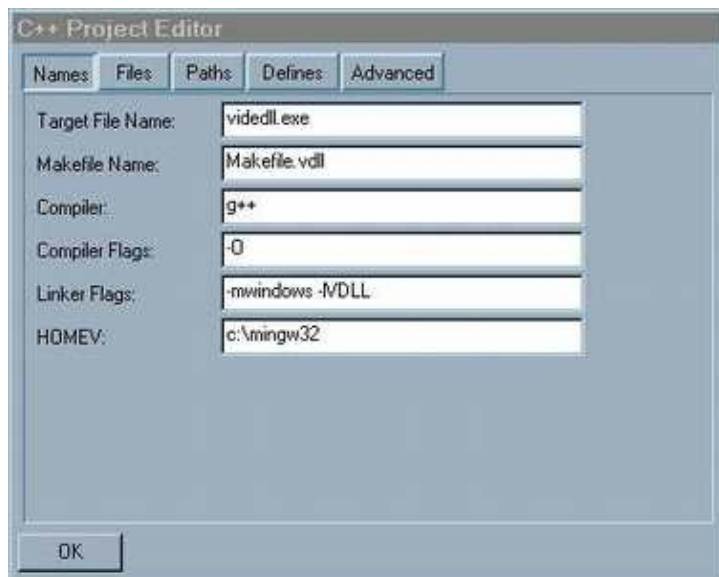 C++ Project Editor
Names Files Paths Defines Advanced
Target File Name: videdll.exe
Makefile Name: Makefile.vdll
Compiler: g++
Compiler Flags: -O
Linker Flags: -mwindows -lVDLL
HOMEV: c:\mingw32
OK